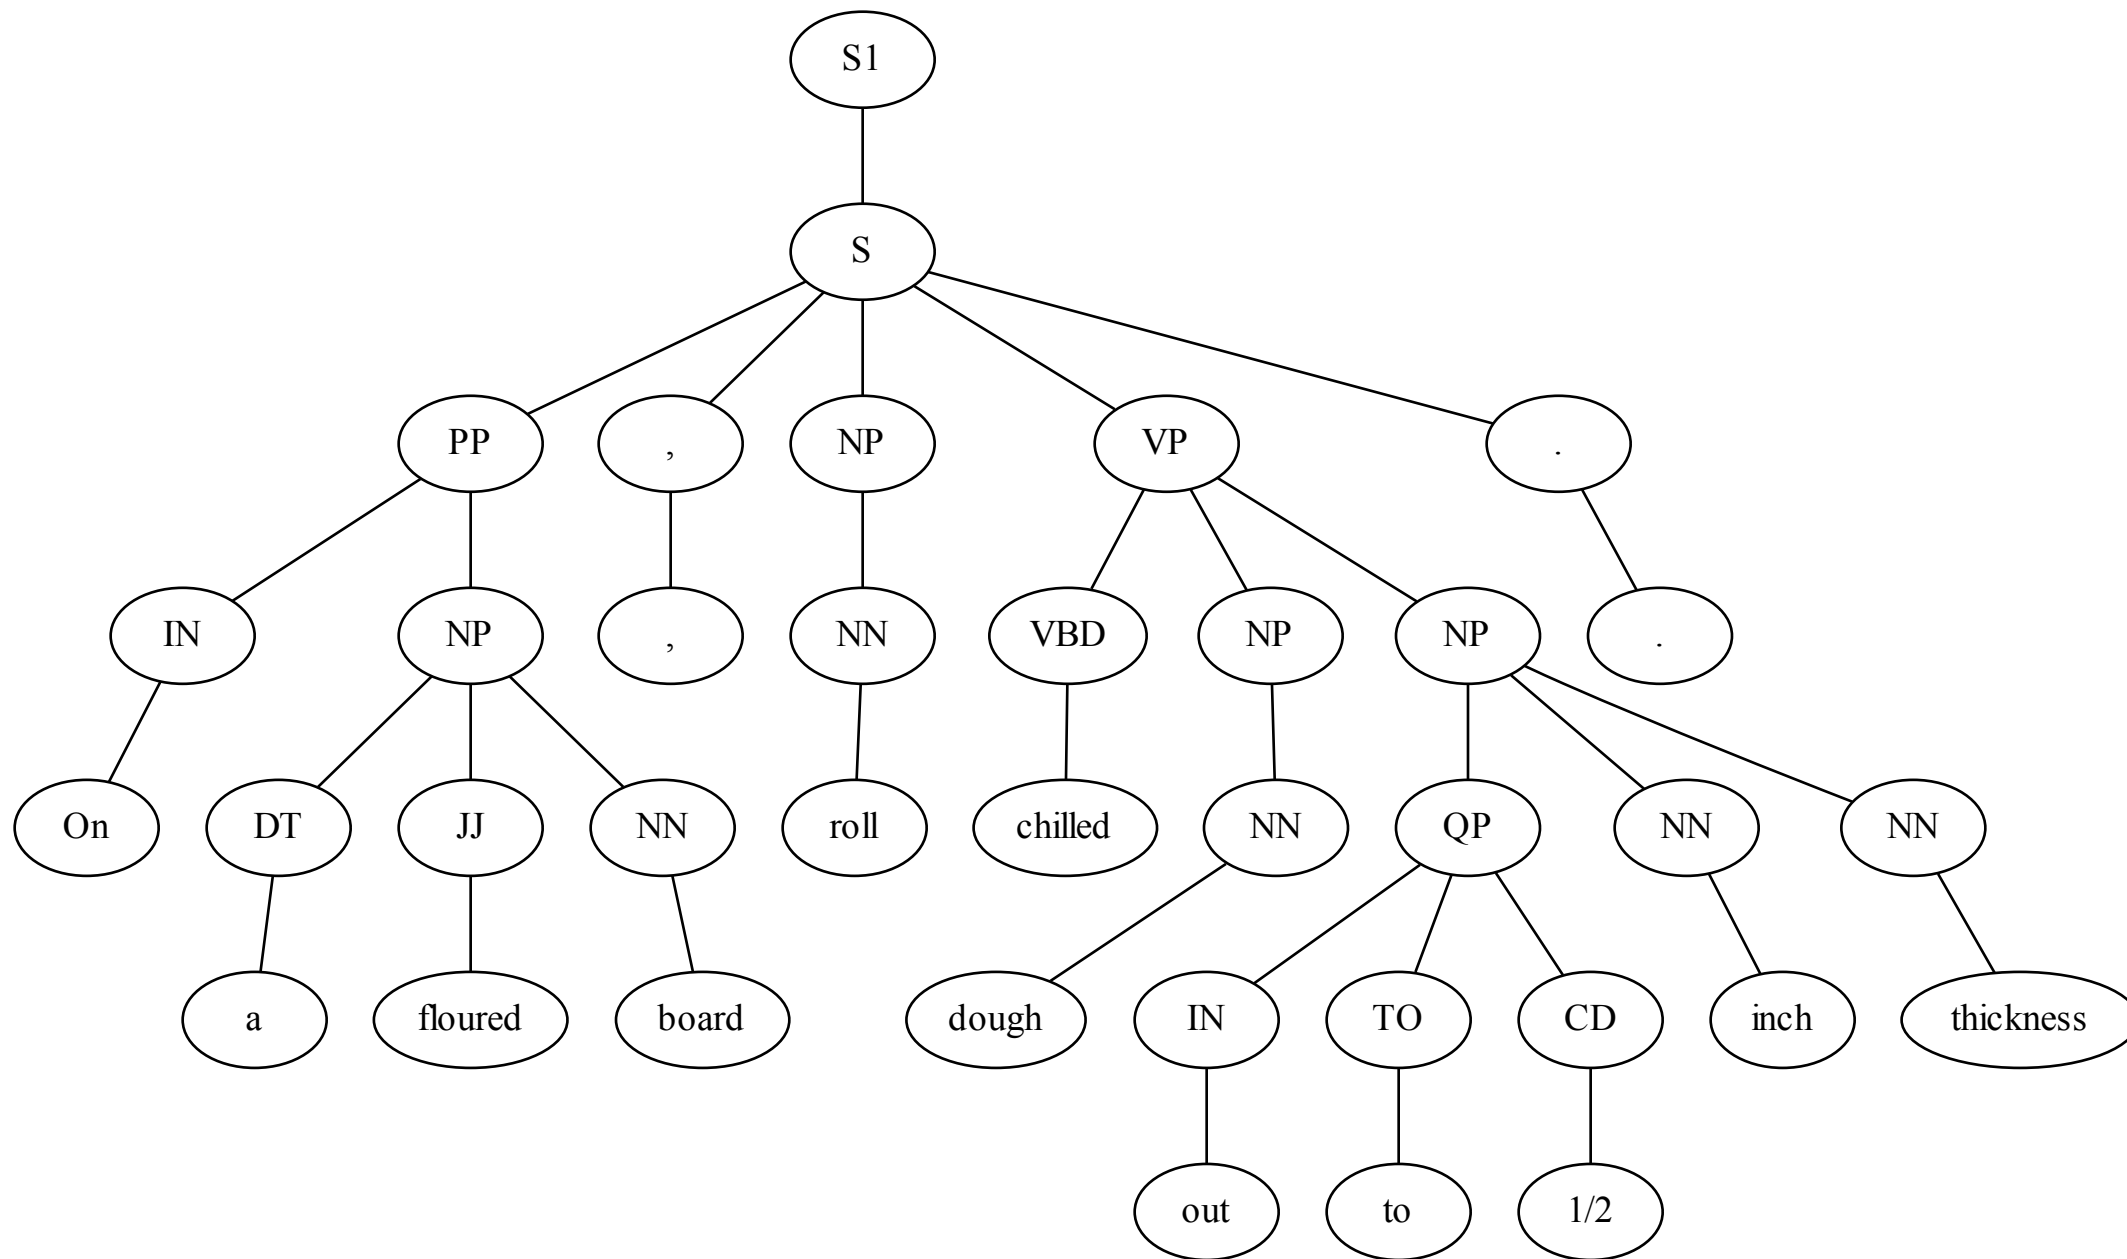 S1
S
PP , NP VP .
IN NP , NN VBD NP NP .
On DT JJ NN roll chilled NN QP NN NN
a floured board dough IN TO CD inch thickness
out to 1/2